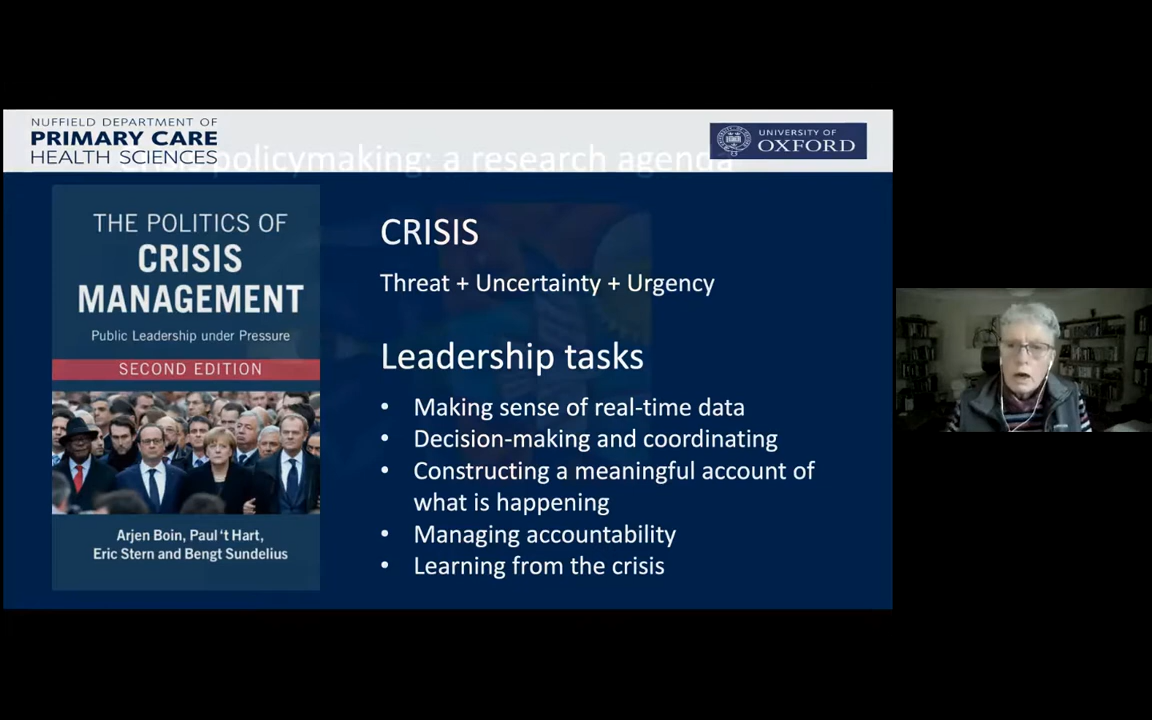 NUFFIELD DEPARTMENT OF
PRIMARY CARE
HEALTH SCIENCES
policymaking: a research agenda
UNIVERSITY OF
OXFORD
THE POLITICS OF
CRISIS
MANAGEMENT
Public Leadership under Pressure
SECOND EDITION
Arjen Boin, Paul ‘t Hart,
Eric Stern and Bengt Sundelius
CRISIS
Threat + Uncertainty + Urgency
Leadership tasks
• Making sense of real-time data
• Decision-making and coordinating
• Constructing a meaningful account of
what is happening
• Managing accountability
• Learning from the crisis